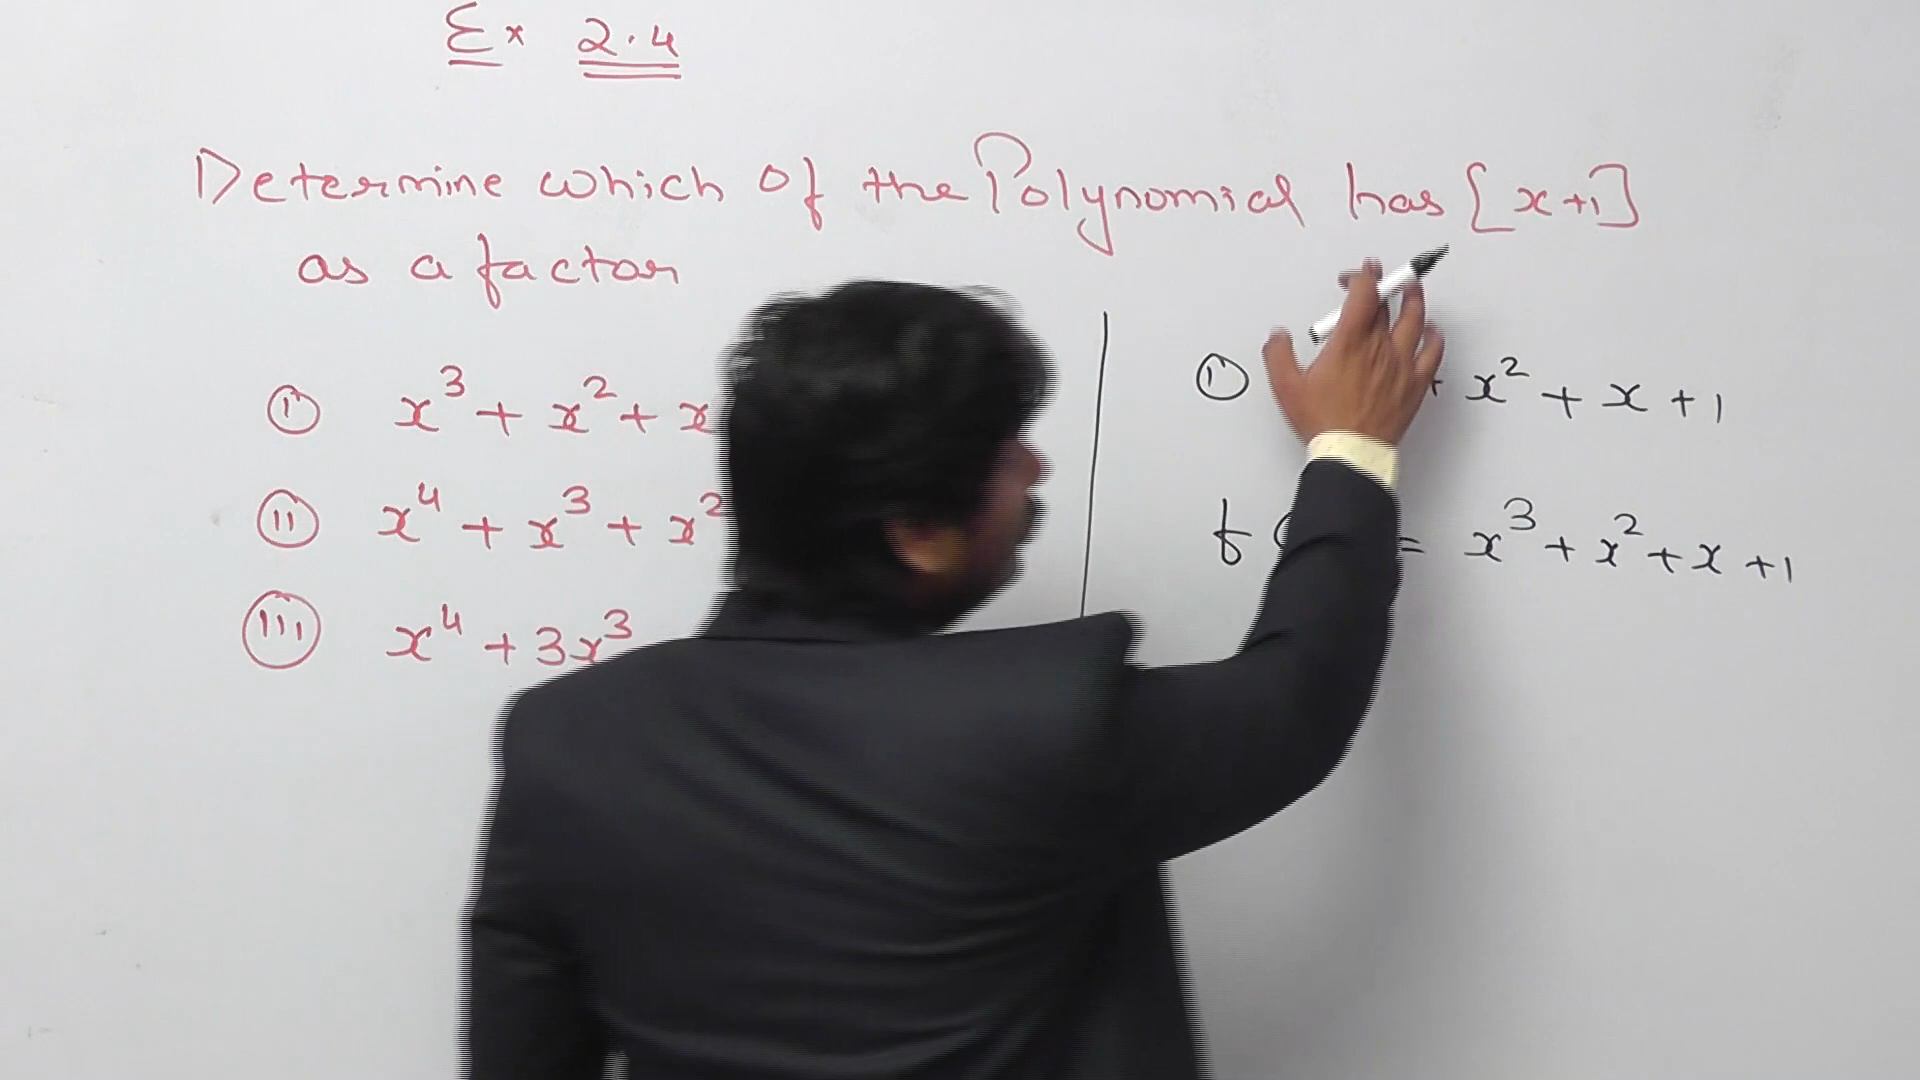 Ex 2.4
Determine which of the Polynomial has [x+1]
as a factor
(i) x³ + x² + x
(ii) x⁴ + x³ + x²
(iii) x⁴ + 3x³
(i) + x² + x + 1
f ( = x³ + x² + x + 1